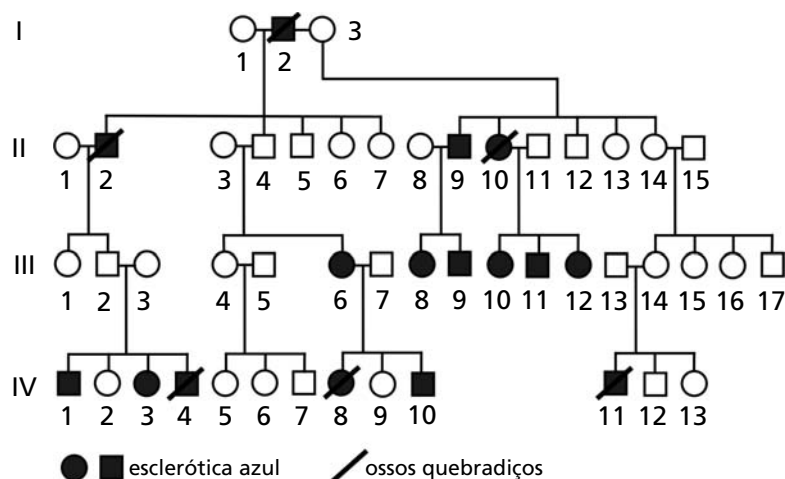 I
1 2 3
II
1 2 3 4 5 6 7 8 9 10 11 12 13 14 15
III
1 2 3 4 5 6 7 8 9 10 11 12 13 14 15 16 17
IV
1 2 3 4 5 6 7 8 9 10 11 12 13
esclerótica azul ossos quebradiços